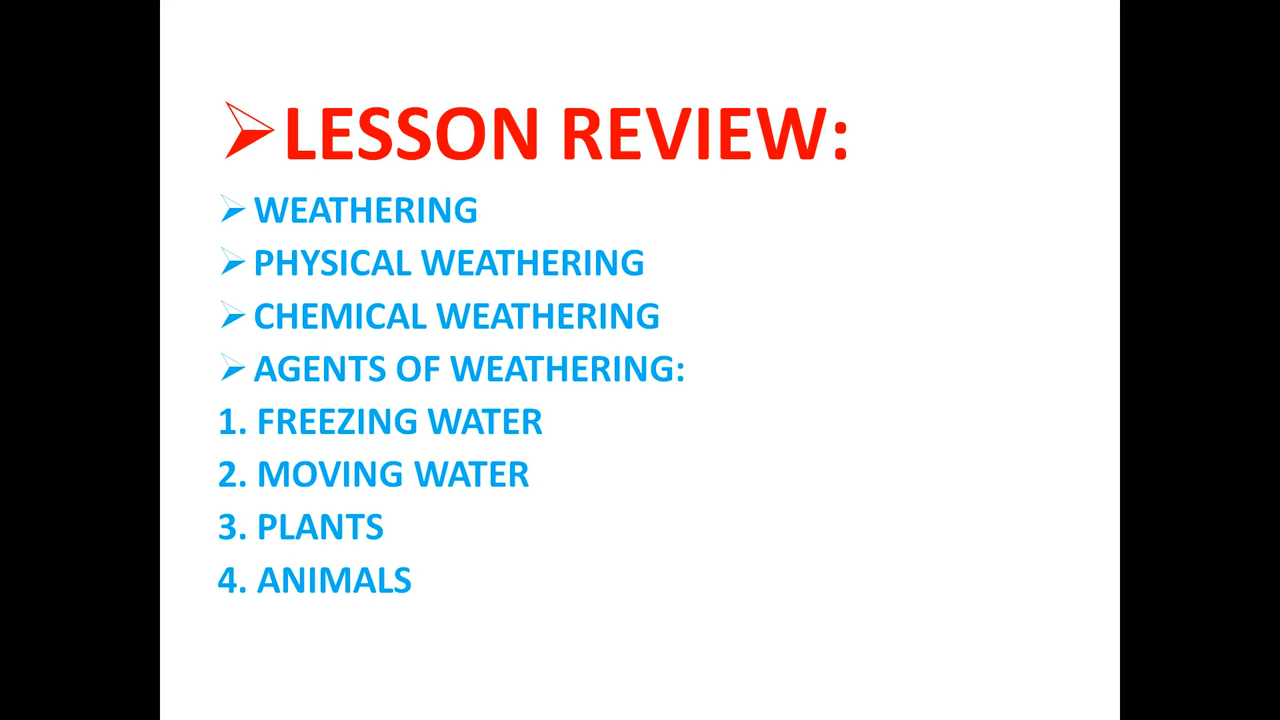 ➢LESSON REVIEW:
➢ WEATHERING
➢ PHYSICAL WEATHERING
➢ CHEMICAL WEATHERING
➢ AGENTS OF WEATHERING:
1. FREEZING WATER
2. MOVING WATER
3. PLANTS
4. ANIMALS